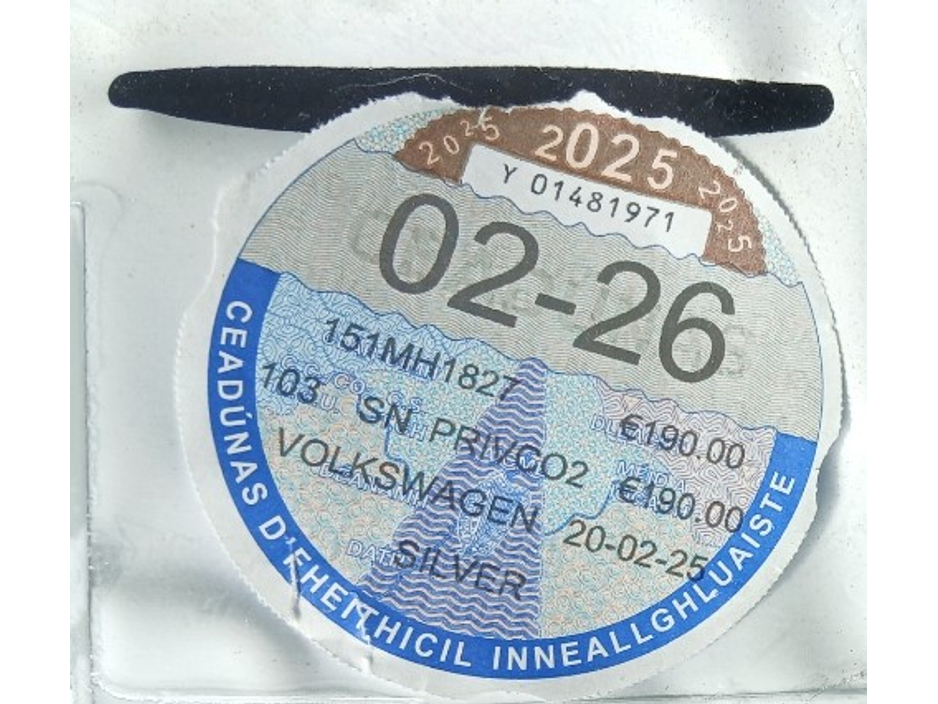 2025 2025 2025
Y 01481971
02-26
151MH1827
103 SN PRIVCO2 €190.00
VOLKSWAGEN €190.00
SILVER 20-02-25
CEADÚNAS D'FHEITHICIL INNEALLGHLUAISTE